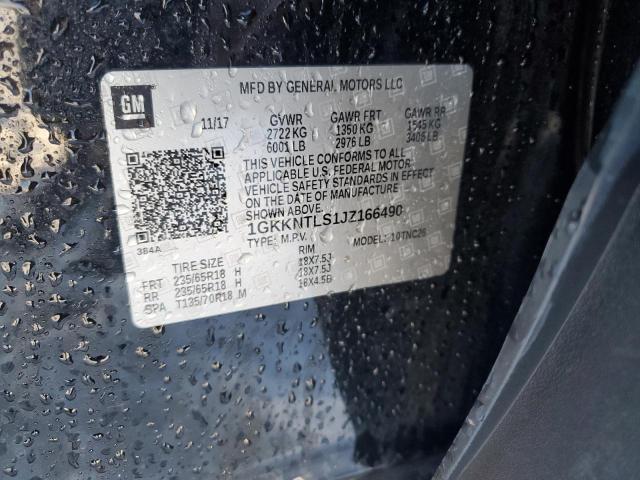 MFD BY GENERAL MOTORS LLC
GM
11/17 GVWR GAWR FRT GAWR RR
2722 KG 1350 KG 1545 KG
6001 LB 2976 LB 3406 LB
THIS VEHICLE CONFORMS TO ALL
APPLICABLE U.S. FEDERAL MOTOR
VEHICLE SAFETY STANDARDS IN EFFECT
ON THE DATE OF MANUFACTURE
SHOWN ABOVE.
1GKKNTLS1JZ166490
384A TYPE: M.P.V. MODEL: 10TNC26
TIRE SIZE RIM
FRT 235/65R18 H 18X7.5J
RR 235/65R18 H 18X7.5J
SPA T135/70R18 M 18X4.5B